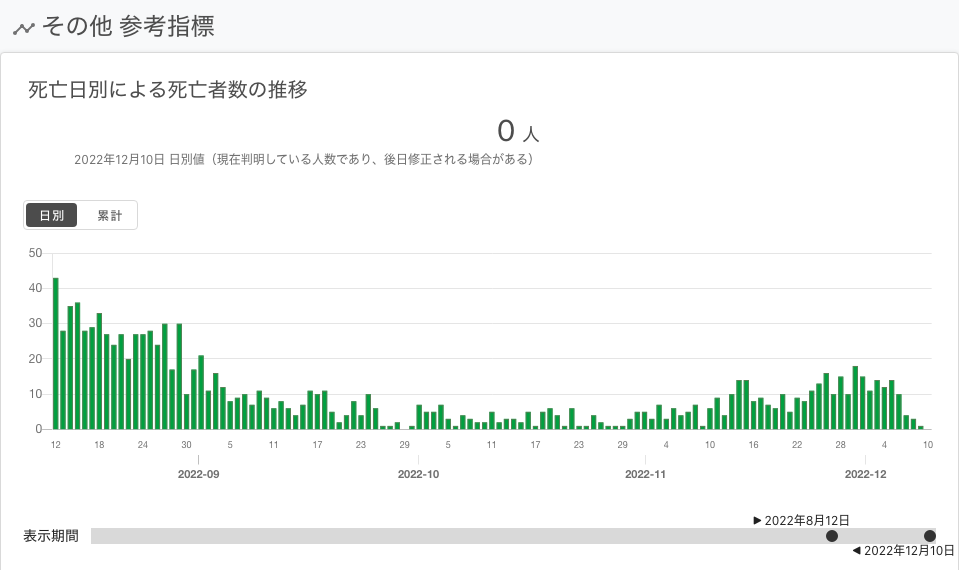 その他 参考指標
死亡日別による死亡者数の推移
0 人
2022年12月10日 日別値（現在判明している人数であり、後日修正される場合がある）
日別 累計
50
40
30
20
10
0
12 18 24 30 5 11 17 23 29 5 11 17 23 29 4 10 16 22 28 4 10
2022-09 2022-10 2022-11 2022-12
▶ 2022年8月12日
表示期間
◀ 2022年12月10日